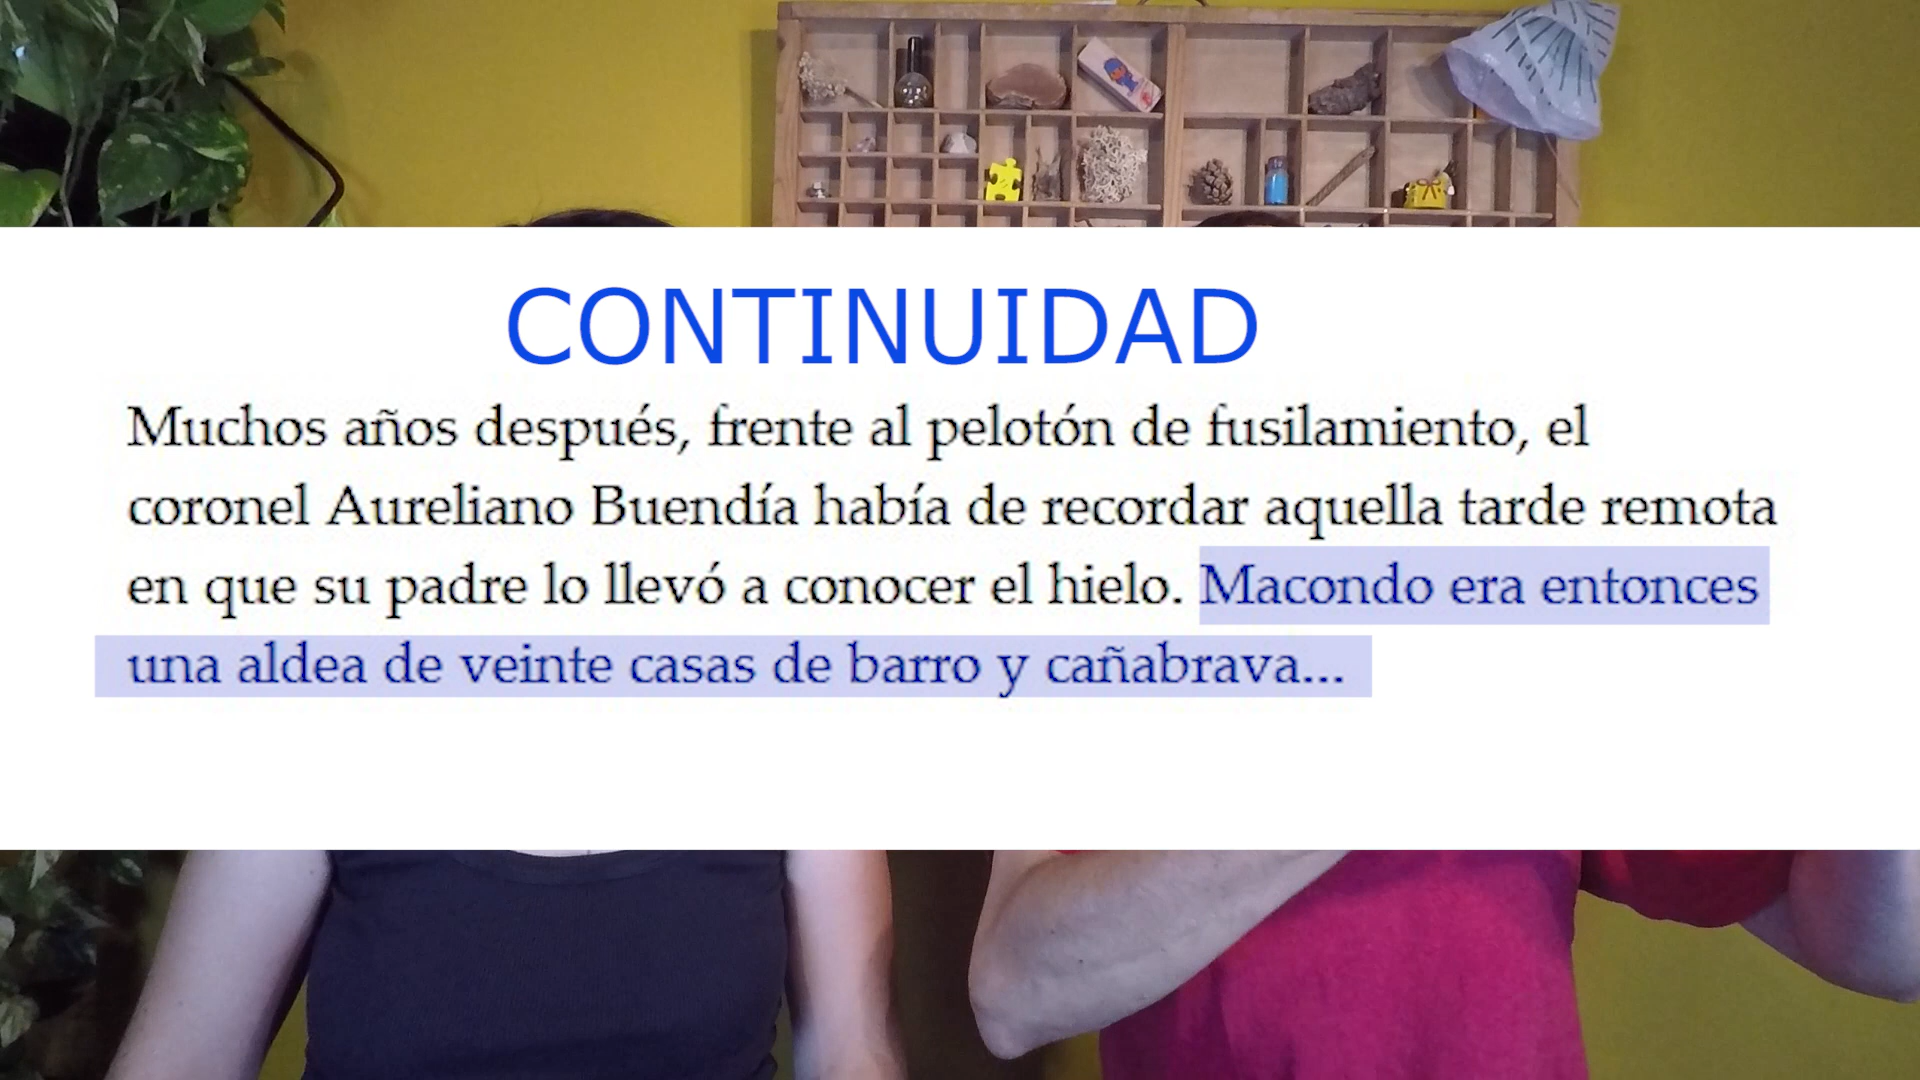 CONTINUIDAD
Muchos años después, frente al pelotón de fusilamiento, el
coronel Aureliano Buendía había de recordar aquella tarde remota
en que su padre lo llevó a conocer el hielo. Macondo era entonces
una aldea de veinte casas de barro y cañabrava...